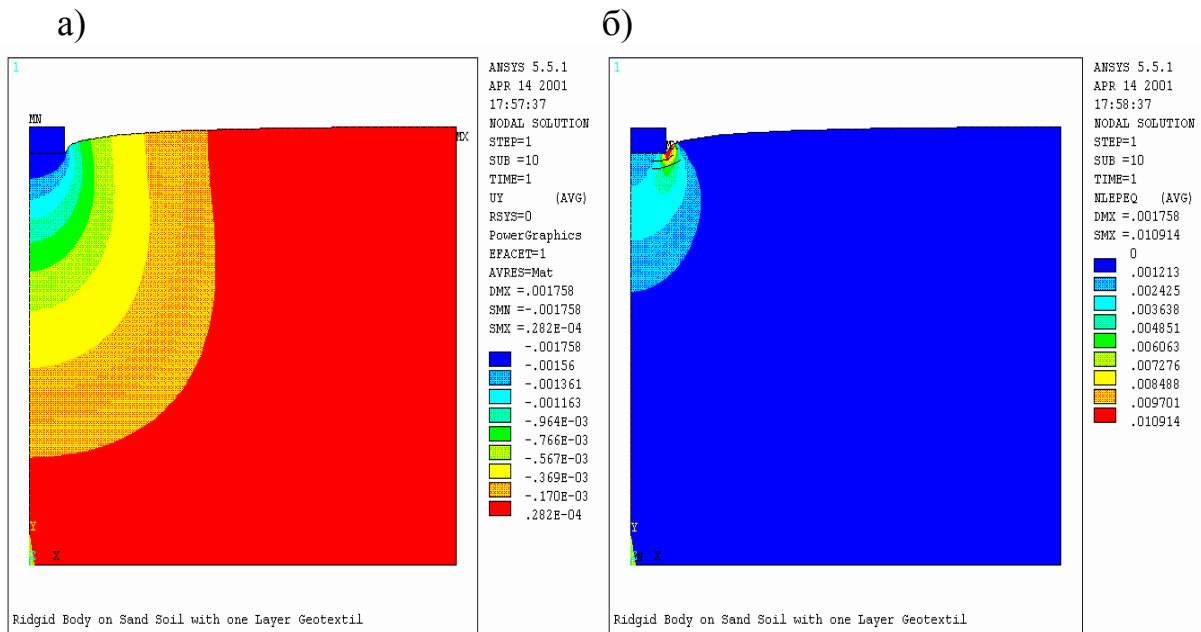 а)
б)
1
ANSYS 5.5.1
APR 14 2001
17:57:37
NODAL SOLUTION
STEP=1
SUB =10
TIME=1
UY (AVG)
RSYS=0
PowerGraphics
EFACET=1
AVRES=Mat
DMX =.001758
SMN =-.001758
SMX =.282E-04
-.001758
-.00156
-.001361
-.001163
-.964E-03
-.766E-03
-.567E-03
-.369E-03
-.170E-03
.282E-04
MN
MX
Y
X
Ridgid Body on Sand Soil with one Layer Geotextil
1
ANSYS 5.5.1
APR 14 2001
17:58:37
NODAL SOLUTION
STEP=1
SUB =10
TIME=1
NLEPEQ (AVG)
DMX =.001758
SMX =.010914
0
.001213
.002425
.003638
.004851
.006063
.007276
.008488
.009701
.010914
Y
X
Ridgid Body on Sand Soil with one Layer Geotextil